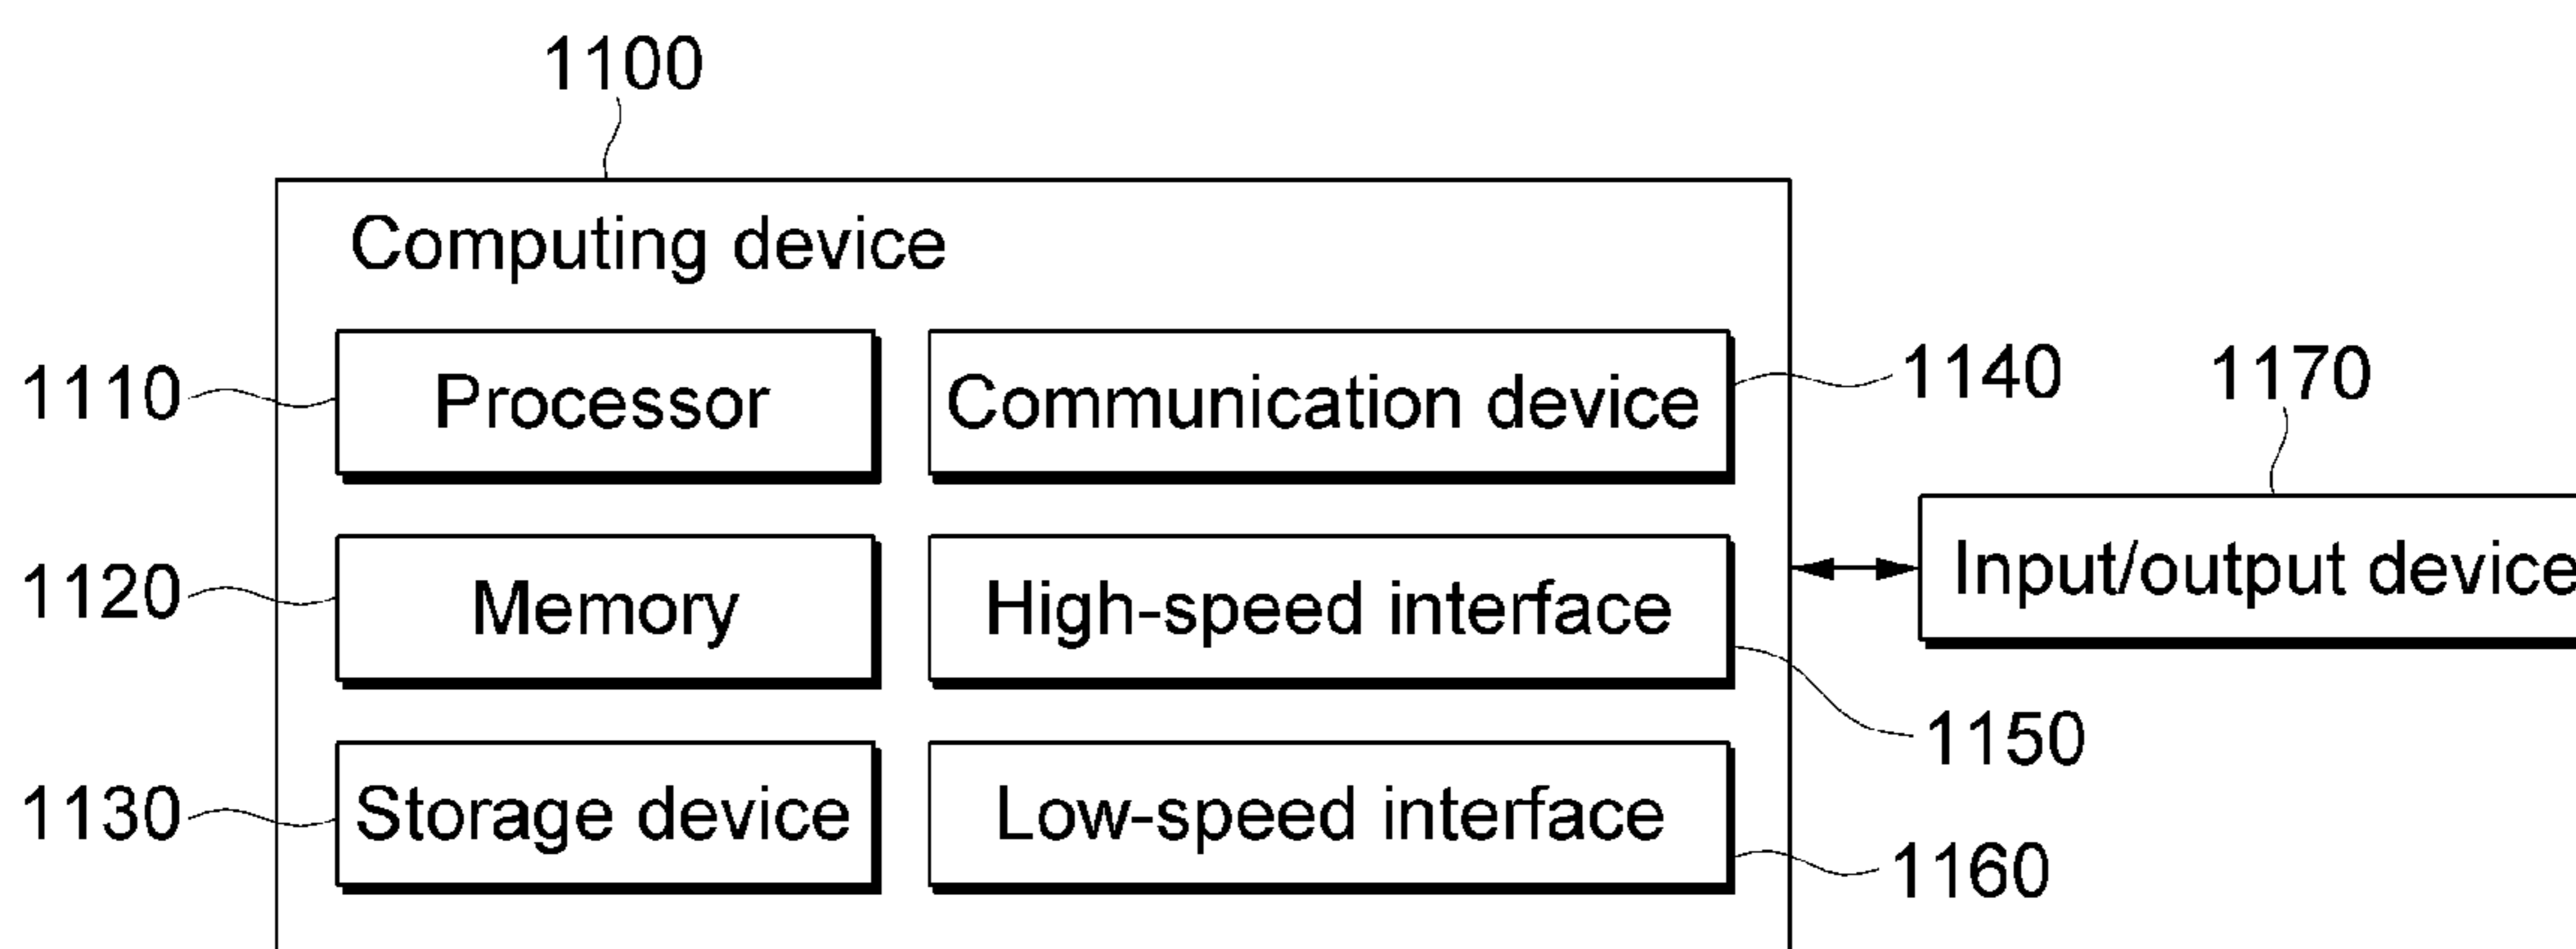 1100
Computing device
1110
Processor
Communication device
1140
1170
1120
Memory
High-speed interface
Input/output device
1150
1130
Storage device
Low-speed interface
1160